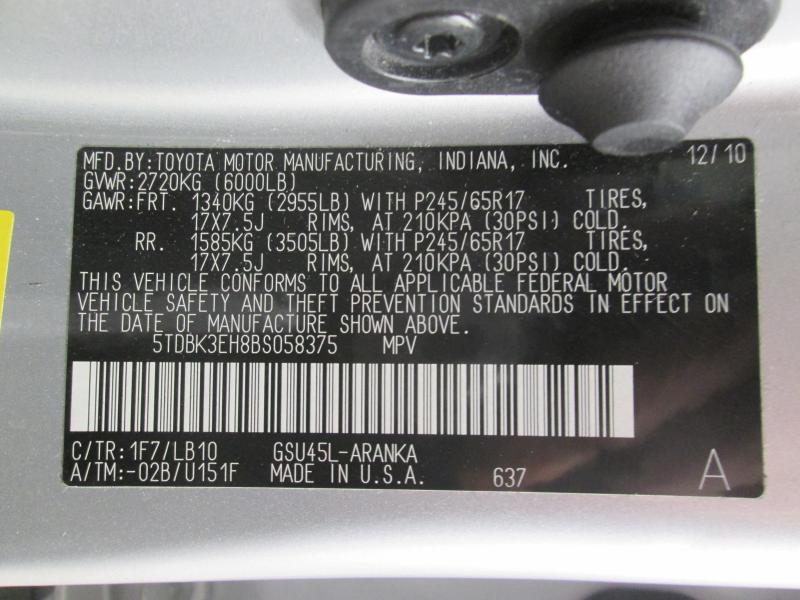 MFD.BY:TOYOTA MOTOR MANUFACTURING, INDIANA, INC. 12/10
GVWR:2720KG (6000LB)
GAWR:FRT. 1340KG (2955LB) WITH P245/65R17 TIRES,
17X7.5J RIMS, AT 210KPA (30PSI) COLD.
RR. 1585KG (3505LB) WITH P245/65R17 TIRES,
17X7.5J RIMS, AT 210KPA (30PSI) COLD.
THIS VEHICLE CONFORMS TO ALL APPLICABLE FEDERAL MOTOR
VEHICLE SAFETY AND THEFT PREVENTION STANDARDS IN EFFECT ON
THE DATE OF MANUFACTURE SHOWN ABOVE.
5TDBK3EH8BS058375 MPV
C/TR:1F7/LB10 GSU45L-ARANKA
A/TM:-02B/U151F MADE IN U.S.A. 637 A